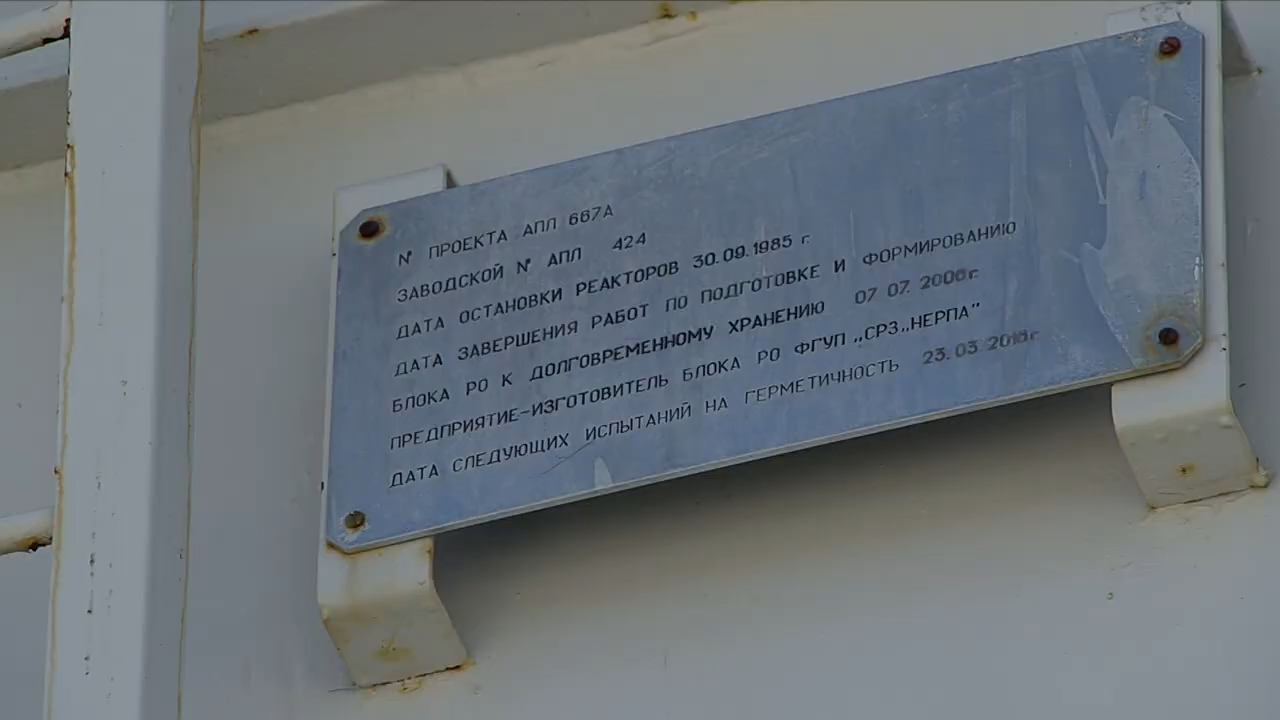 № ПРОЕКТА АПЛ 667А
ЗАВОДСКОЙ № АПЛ 424
ДАТА ОСТАНОВКИ РЕАКТОРОВ 30.09.1985 г.
ДАТА ЗАВЕРШЕНИЯ РАБОТ ПО ПОДГОТОВКЕ И ФОРМИРОВАНИЮ
БЛОКА РО К ДОЛГОВРЕМЕННОМУ ХРАНЕНИЮ 07 07. 2006г.
ПРЕДПРИЯТИЕ-ИЗГОТОВИТЕЛЬ БЛОКА РО ФГУП „СРЗ„НЕРПА"
ДАТА СЛЕДУЮЩИХ ИСПЫТАНИЙ НА ГЕРМЕТИЧНОСТЬ 23.03